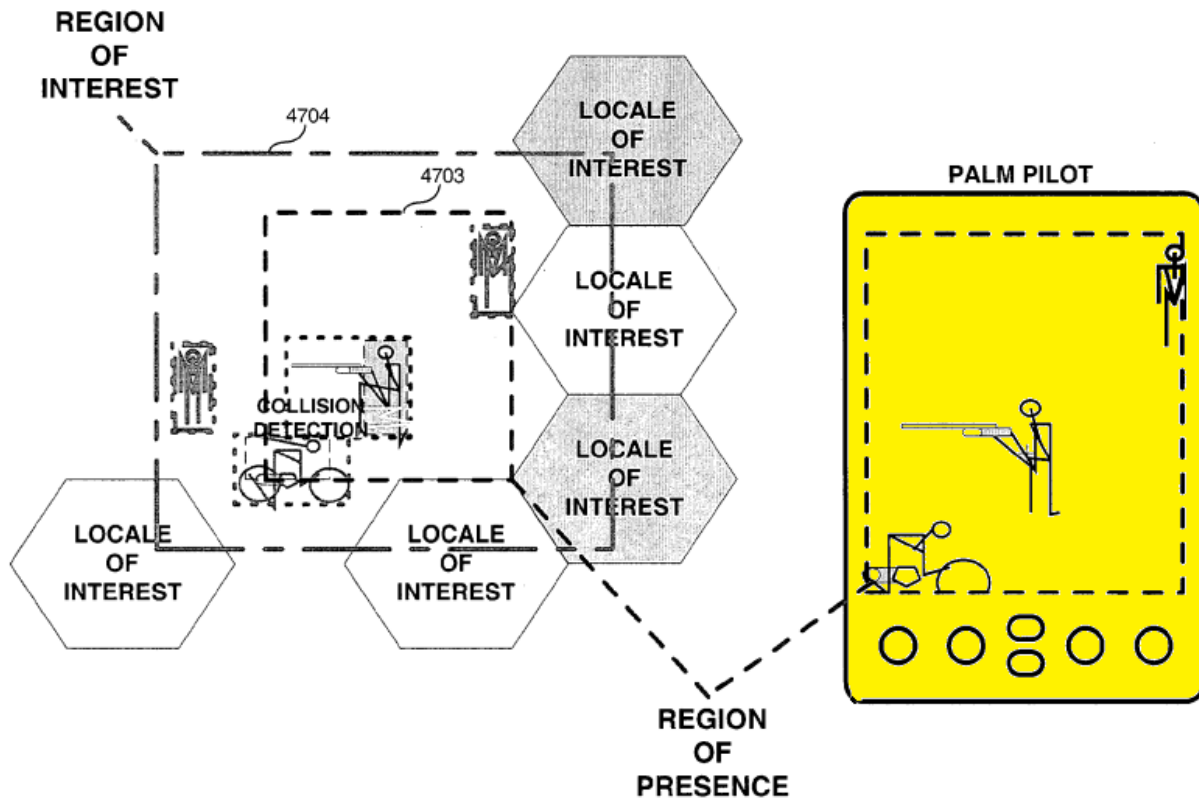 REGION
OF
INTEREST
4704
4703
LOCALE
OF
INTEREST
LOCALE
OF
INTEREST
LOCALE
OF
INTEREST
COLLISION
DETECTION
LOCALE
OF
INTEREST
LOCALE
OF
INTEREST
PALM PILOT
REGION
OF
PRESENCE